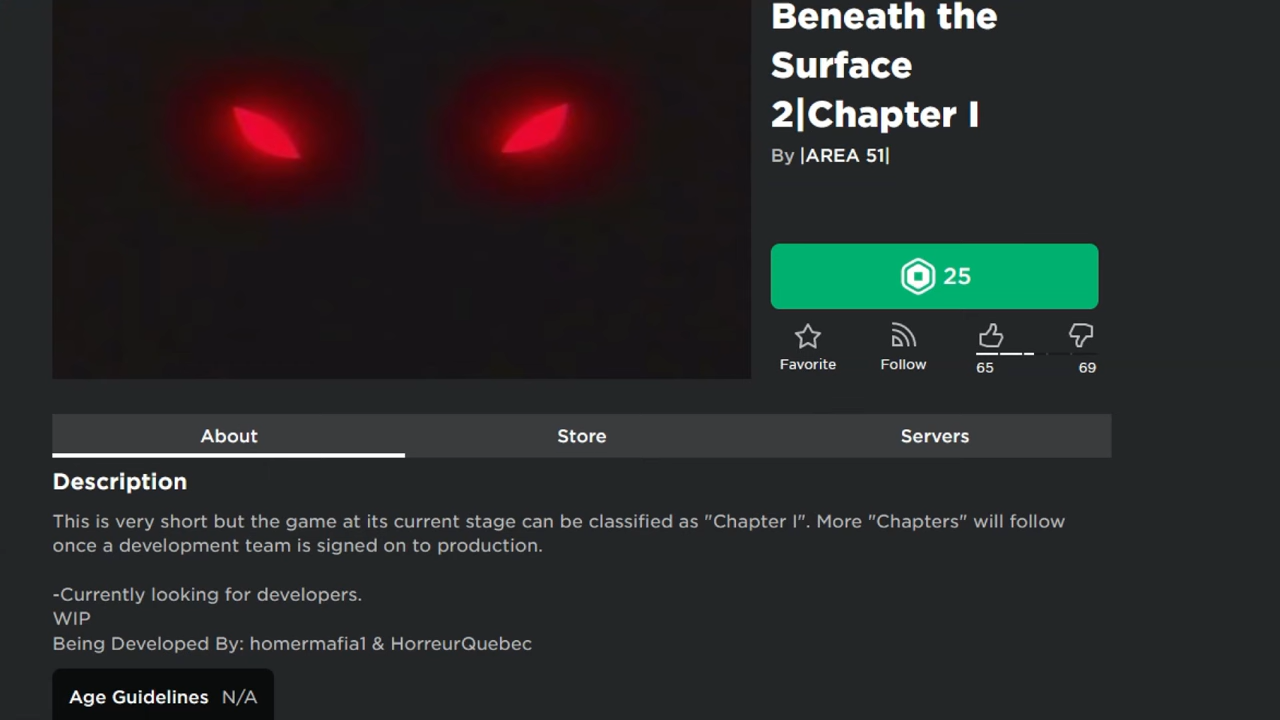 Beneath the
Surface
2|Chapter I
By |AREA 51|
25
Favorite
Follow
65
69
About
Store
Servers
Description
This is very short but the game at its current stage can be classified as "Chapter I". More "Chapters" will follow
once a development team is signed on to production.
-Currently looking for developers.
WIP
Being Developed By: homermafia1 & HorreurQuebec
Age Guidelines N/A